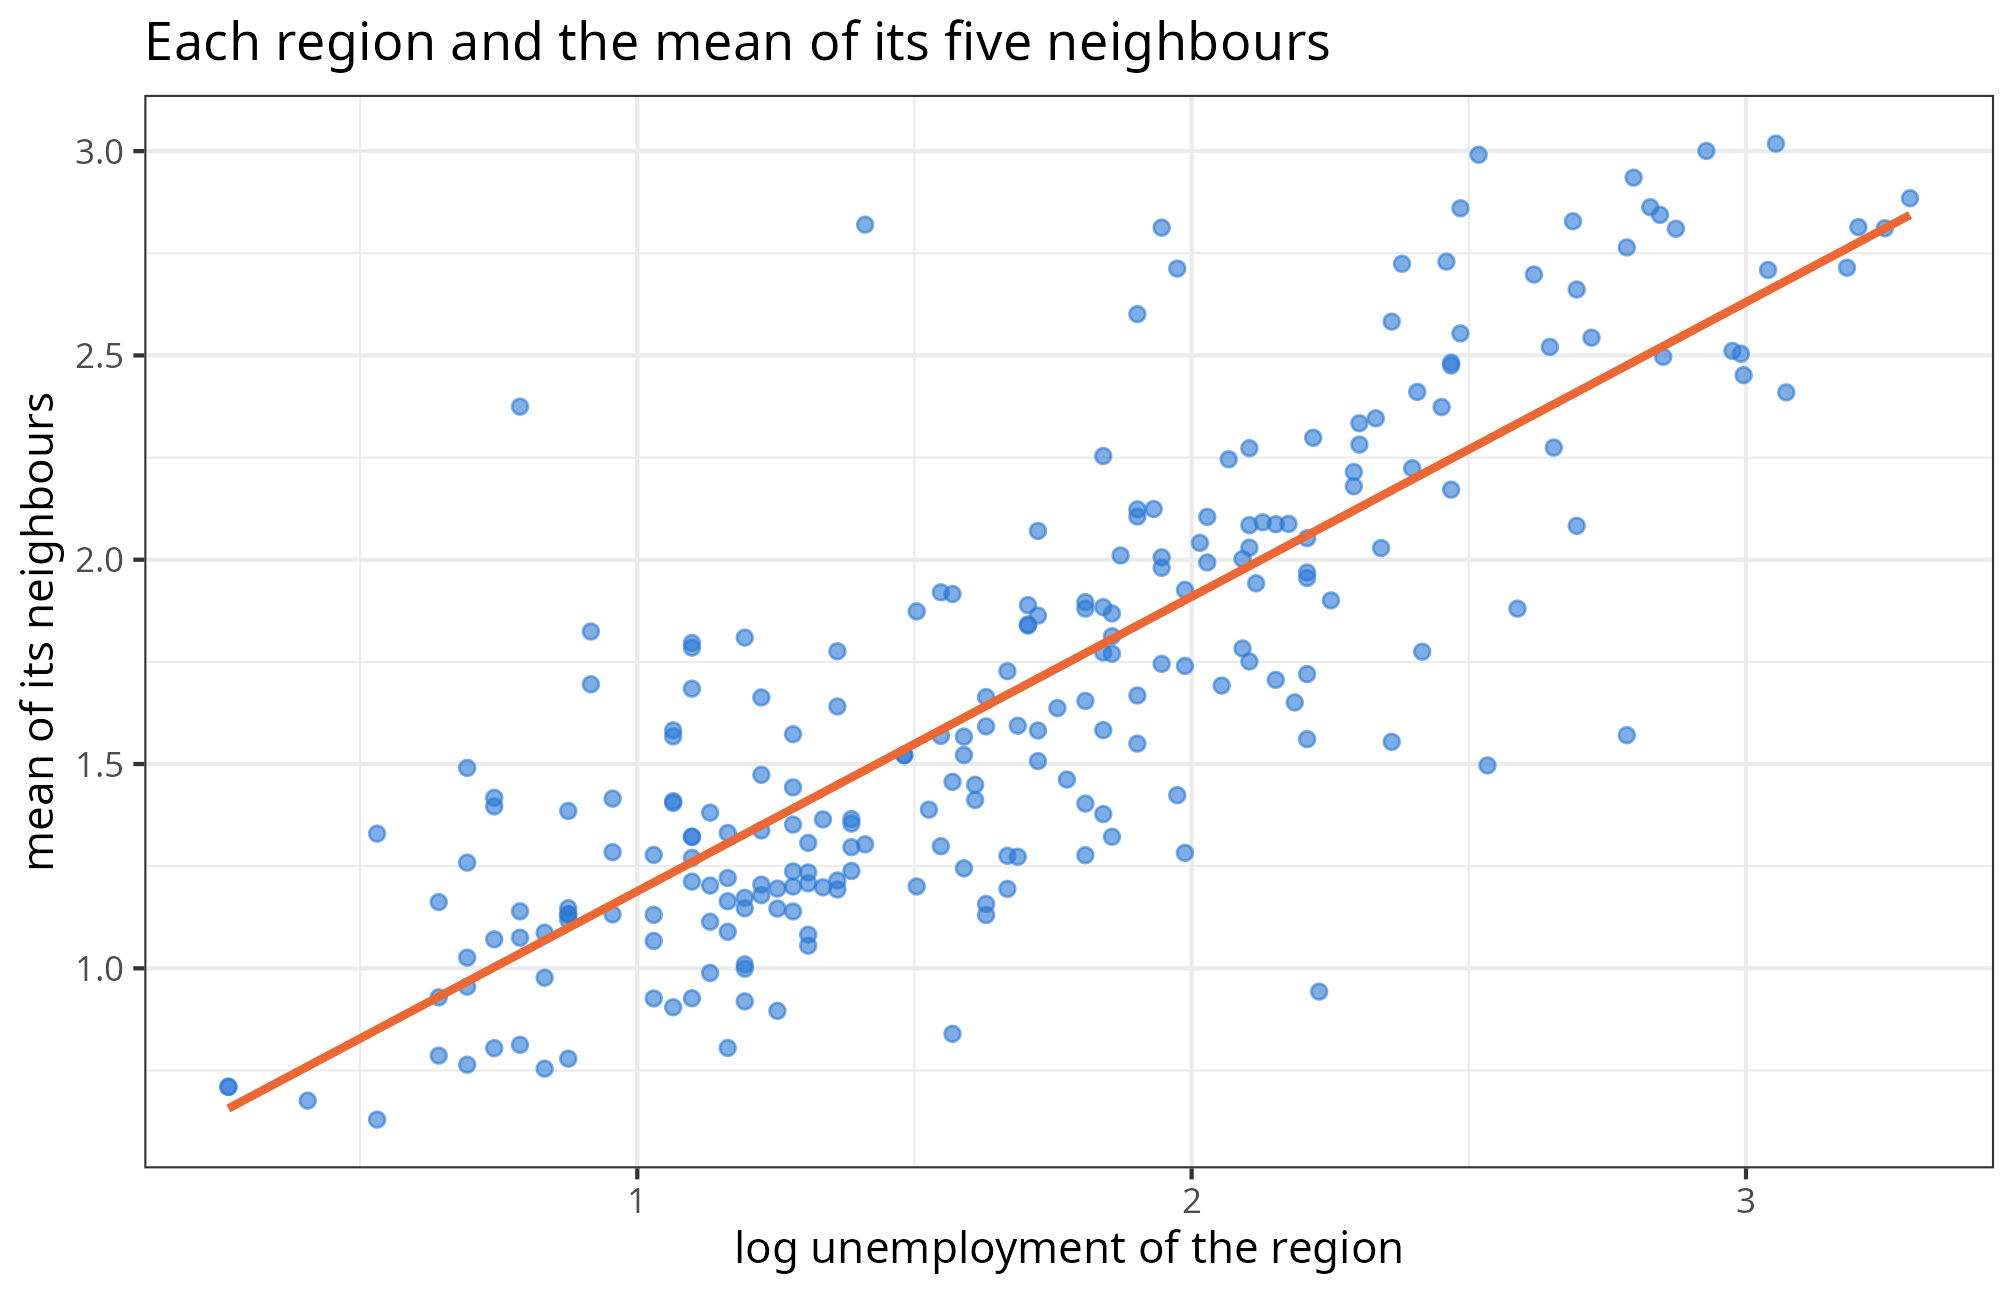 Each region and the mean of its five neighbours
mean of its neighbours
3.0
2.5
2.0
1.5
1.0
1 2 3
log unemployment of the region